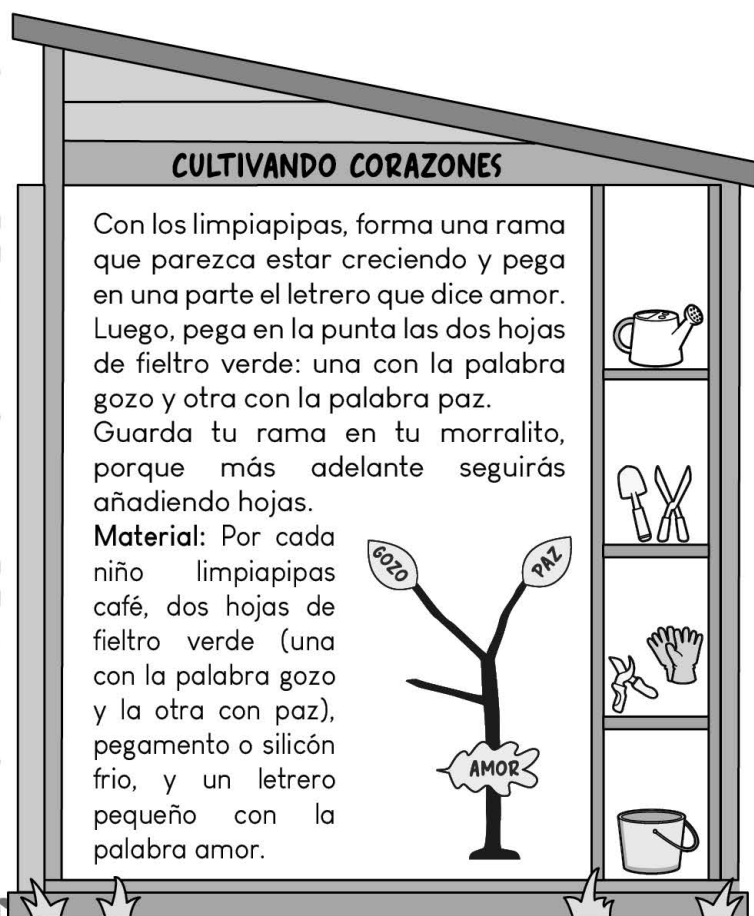 CULTIVANDO CORAZONES
Con los limpiapipas, forma una rama
que parezca estar creciendo y pega
en una parte el letrero que dice amor.
Luego, pega en la punta las dos hojas
de fieltro verde: una con la palabra
gozo y otra con la palabra paz.
Guarda tu rama en tu morralito,
porque más adelante seguirás
añadiendo hojas.
Material: Por cada
niño limpiapipas
café, dos hojas de
fieltro verde (una
con la palabra gozo
y la otra con paz),
pegamento o silicón
frio, y un letrero
pequeño con la
palabra amor.
GOZO
PAZ
AMOR